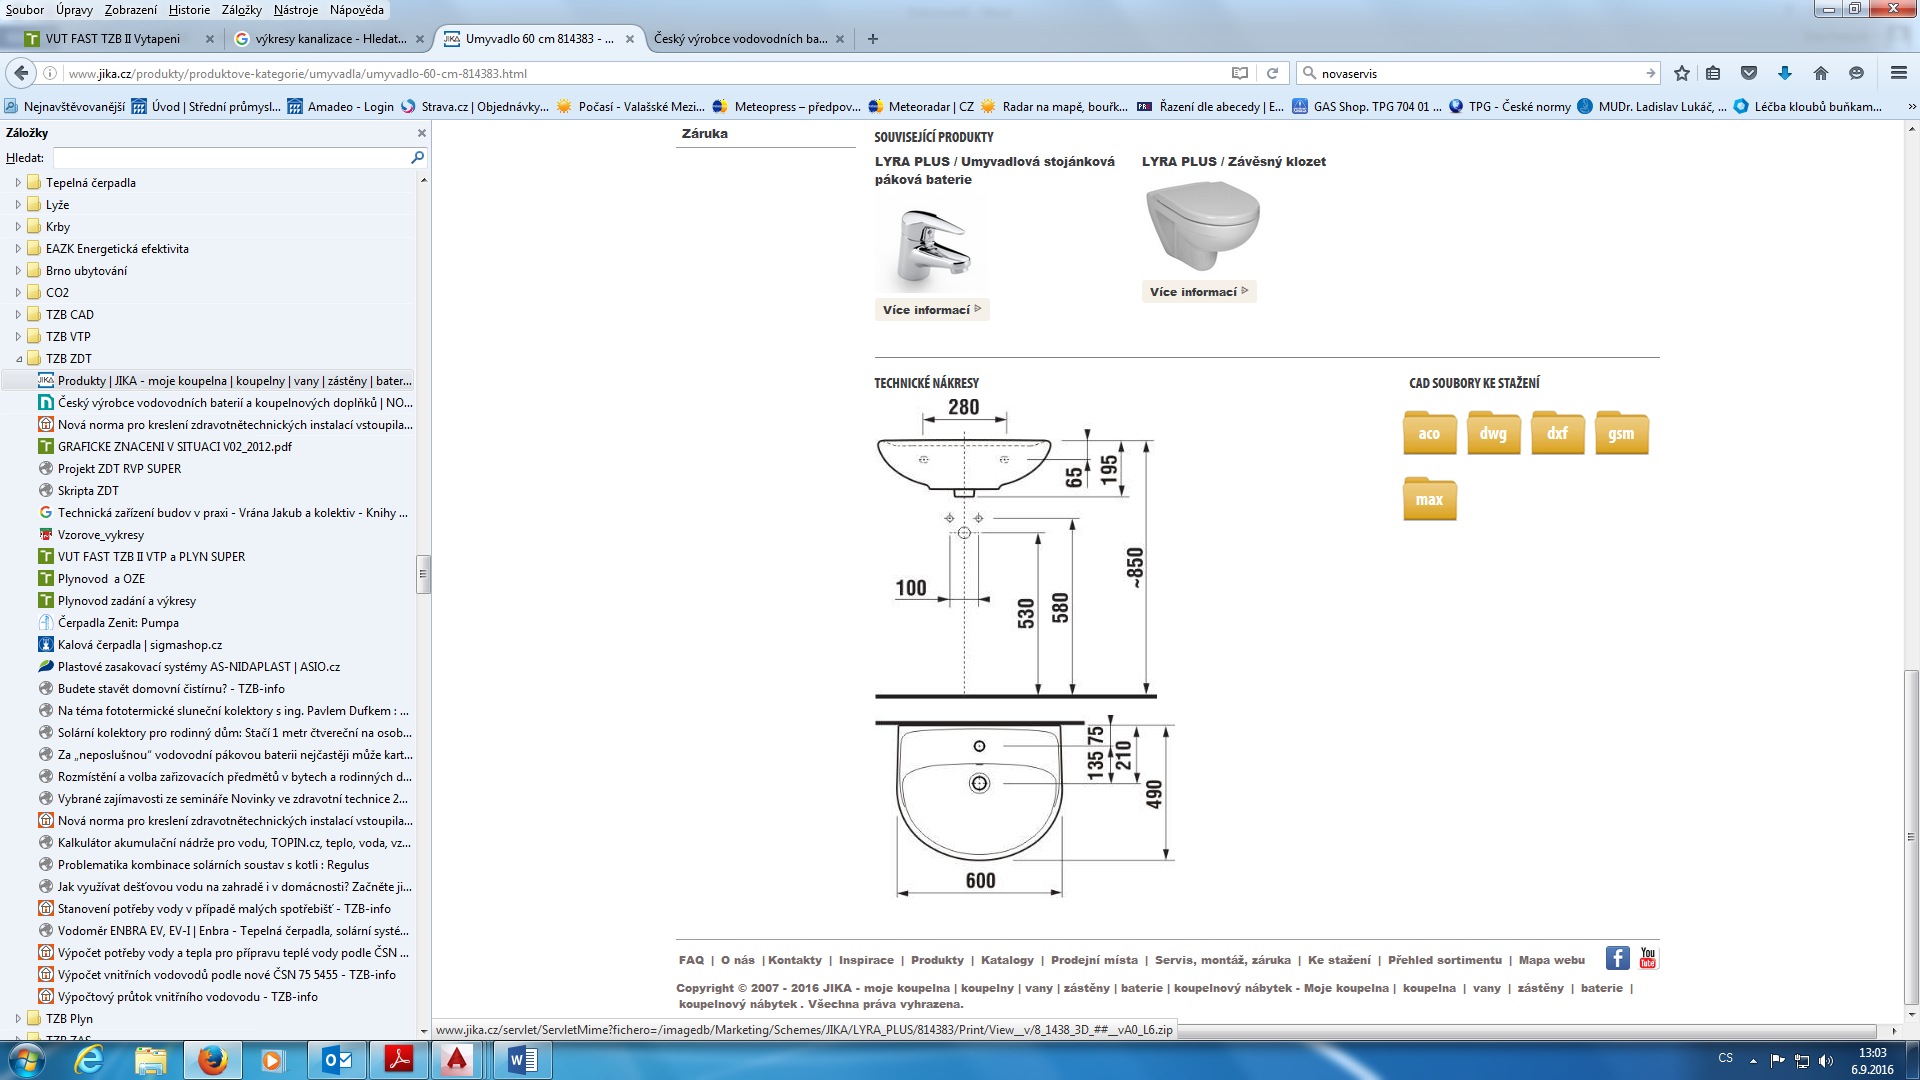 Soubor Úpravy Zobrazení Historie Záložky Nástroje Nápověda
VUT FAST TZB II Vytapeni
výkresy kanalizace - Hledat...
Umyvadlo 60 cm 814383 - ...
Český výrobce vodovodních ba...
www.jika.cz/produkty/produktove-kategorie/umyvadla/umyvadlo-60-cm-814383.html
novaservis
Nejnavštěvovanější
Úvod | Střední průmysl...
Amadeo - Login
Strava.cz | Objednávky...
Počasí - Valašské Mezi...
Meteopress – předpov...
Meteoradar | CZ
Radar na mapě, bouřk...
Řazení dle abecedy | E...
GAS Shop. TPG 704 01 ...
TPG - České normy
MUDr. Ladislav Lukáč, ...
Léčba kloubů buňkam...
Záložky
Hledat:
Tepelná čerpadla
Lyže
Krby
EAZK Energetická efektivita
Brno ubytování
CO2
TZB CAD
TZB VTP
TZB ZDT
Produkty | JIKA - moje koupelna | koupelny | vany | zástěny | bater...
Český výrobce vodovodních baterií a koupelnových doplňků | NO...
Nová norma pro kreslení zdravotnětechnických instalací vstoupila...
GRAFICKE ZNACENI V SITUACI V02_2012.pdf
Projekt ZDT RVP SUPER
Skripta ZDT
Technická zařízení budov v praxi - Vrána Jakub a kolektiv - Knihy ...
Vzorove_vykresy
VUT FAST TZB II VTP a PLYN SUPER
Plynovod a OZE
Plynovod zadání a výkresy
Čerpadla Zenit: Pumpa
Kalová čerpadla | sigmashop.cz
Plastové zasakovací systémy AS-NIDAPLAST | ASIO.cz
Budete stavět domovní čistírnu? - TZB-info
Na téma fototermické sluneční kolektory s ing. Pavlem Dufkem : ...
Solární kolektory pro rodinný dům: Stačí 1 metr čtvereční na osob...
Za „neposlušnou“ vodovodní pákovou baterii nejčastěji může kart...
Rozmístění a volba zařizovacích předmětů v bytech a rodinných d...
Vybrané zajímavosti ze semináře Novinky ve zdravotní technice 2...
Nová norma pro kreslení zdravotnětechnických instalací vstoupila...
Kalkulátor akumulační nádrže pro vodu, TOPIN.cz, teplo, voda, vz...
Problematika kombinace solárních soustav s kotli : Regulus
Jak využívat dešťovou vodu na zahradě i v domácnosti? Začněte ji...
Stanovení potřeby vody v případě malých spotřebišť - TZB-info
Vodoměr ENBRA EV, EV-I | Enbra - Tepelná čerpadla, solární systé...
Výpočet potřeby vody a tepla pro přípravu teplé vody podle ČSN ...
Výpočet vnitřních vodovodů podle nové ČSN 75 5455 - TZB-info
Výpočtový průtok vnitřního vodovodu - TZB-info
TZB Plyn
TZB ZAS
Záruka
SOUVISEJÍCÍ PRODUKTY
LYRA PLUS / Umyvadlová stojánková
páková baterie
Více informací
LYRA PLUS / Závěsný klozet
Více informací
TECHNICKÉ NÁKRESY
280
65
195
~850
100
530
580
75
135
210
490
600
CAD SOUBORY KE STAŽENÍ
aco dwg dxf gsm
max
FAQ | O nás | Kontakty | Inspirace | Produkty | Katalogy | Prodejní místa | Servis, montáž, záruka | Ke stažení | Přehled sortimentu | Mapa webu
f
You Tube
Copyright © 2007 - 2016 JIKA - moje koupelna | koupelny | vany | zástěny | baterie | koupelnový nábytek - Moje koupelna | koupelna | vany | zástěny | baterie |
koupelnový nábytek . Všechna práva vyhrazena.
www.jika.cz/servlet/ServletMime?fichero=/imagedb/Marketing/Schemes/JIKA/LYRA_PLUS/814383/Print/View__v/8_1438_3D_##__vA0_L6.zip
CS
13:03
6.9.2016